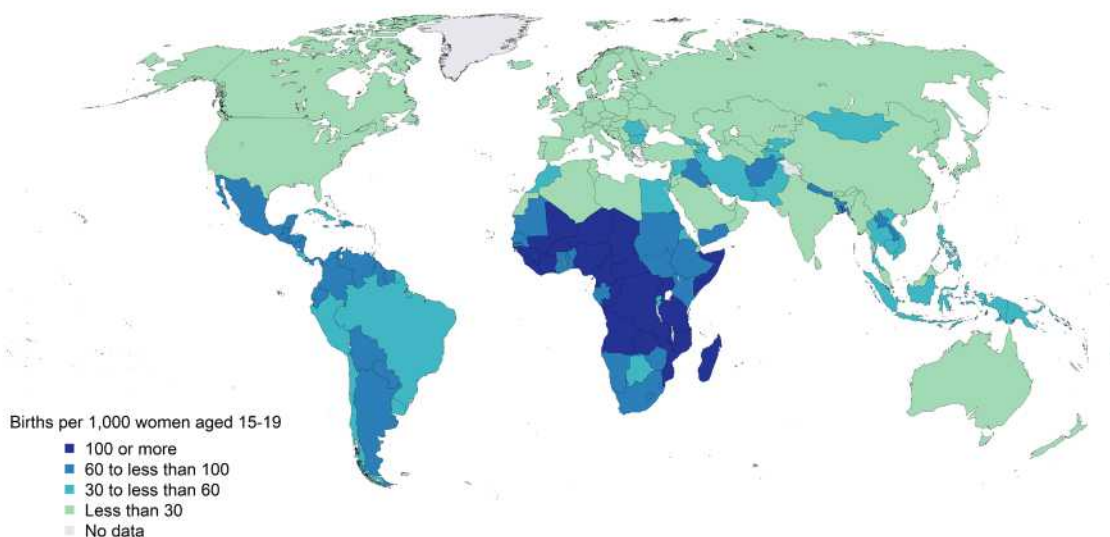 Births per 1,000 women aged 15-19
100 or more
60 to less than 100
30 to less than 60
Less than 30
No data